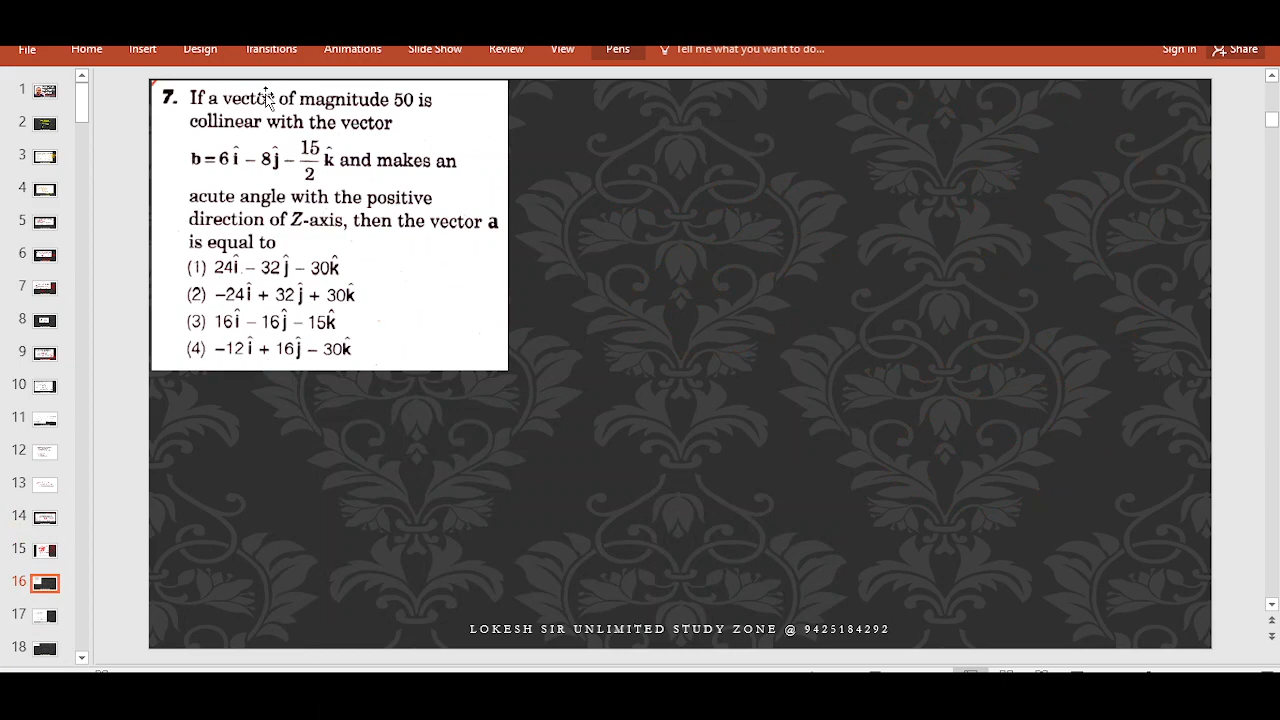 File Home Insert Design Transitions Animations Slide Show Review View Pens Tell me what you want to do... Sign in Share
1
2
3
4
5
6
7
8
9
10
11
12
13
14
15
16
17
18
7. If a vector of magnitude 50 is
collinear with the vector
b = 6 î − 8ĵ − 15/2 k̂ and makes an
acute angle with the positive
direction of Z-axis, then the vector a
is equal to
(1) 24î − 32 ĵ − 30k̂
(2) −24î + 32 ĵ + 30k̂
(3) 16î − 16ĵ − 15k̂
(4) −12 î + 16ĵ − 30k̂
LOKESH SIR UNLIMITED STUDY ZONE @ 9425184292